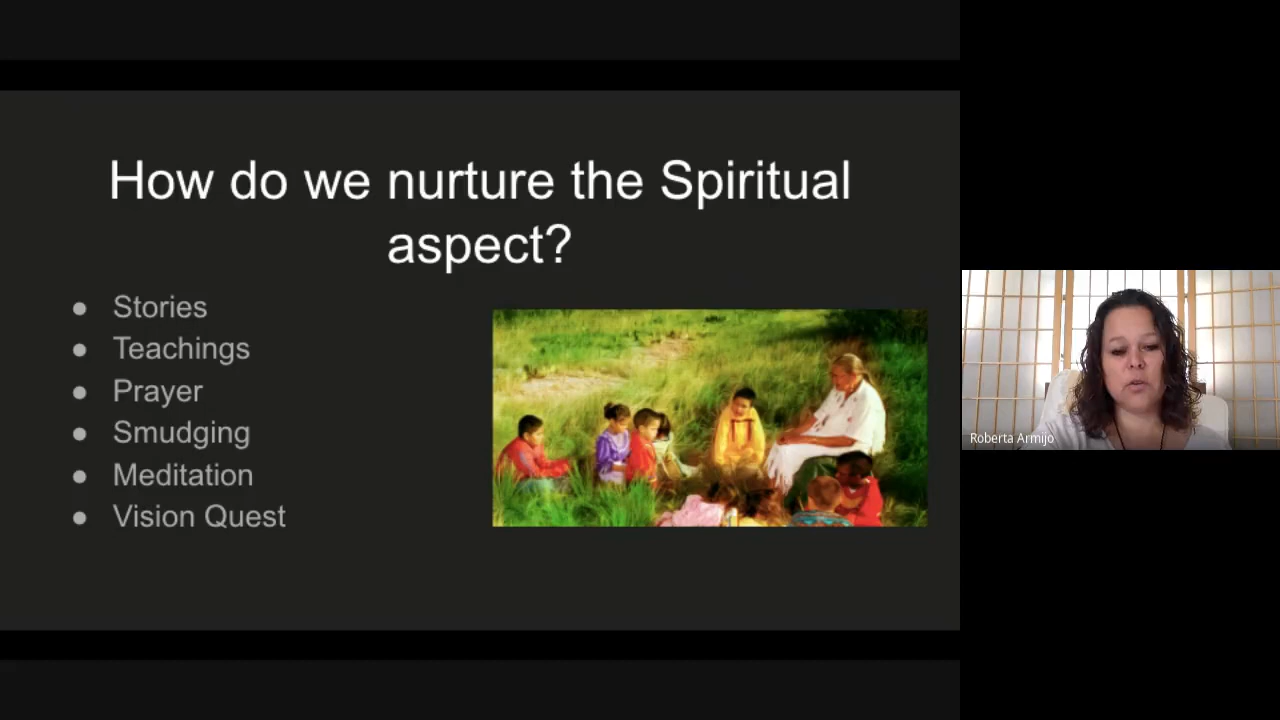 How do we nurture the Spiritual
aspect?
Stories
Teachings
Prayer
Smudging
Meditation
Vision Quest
Roberta Armijo